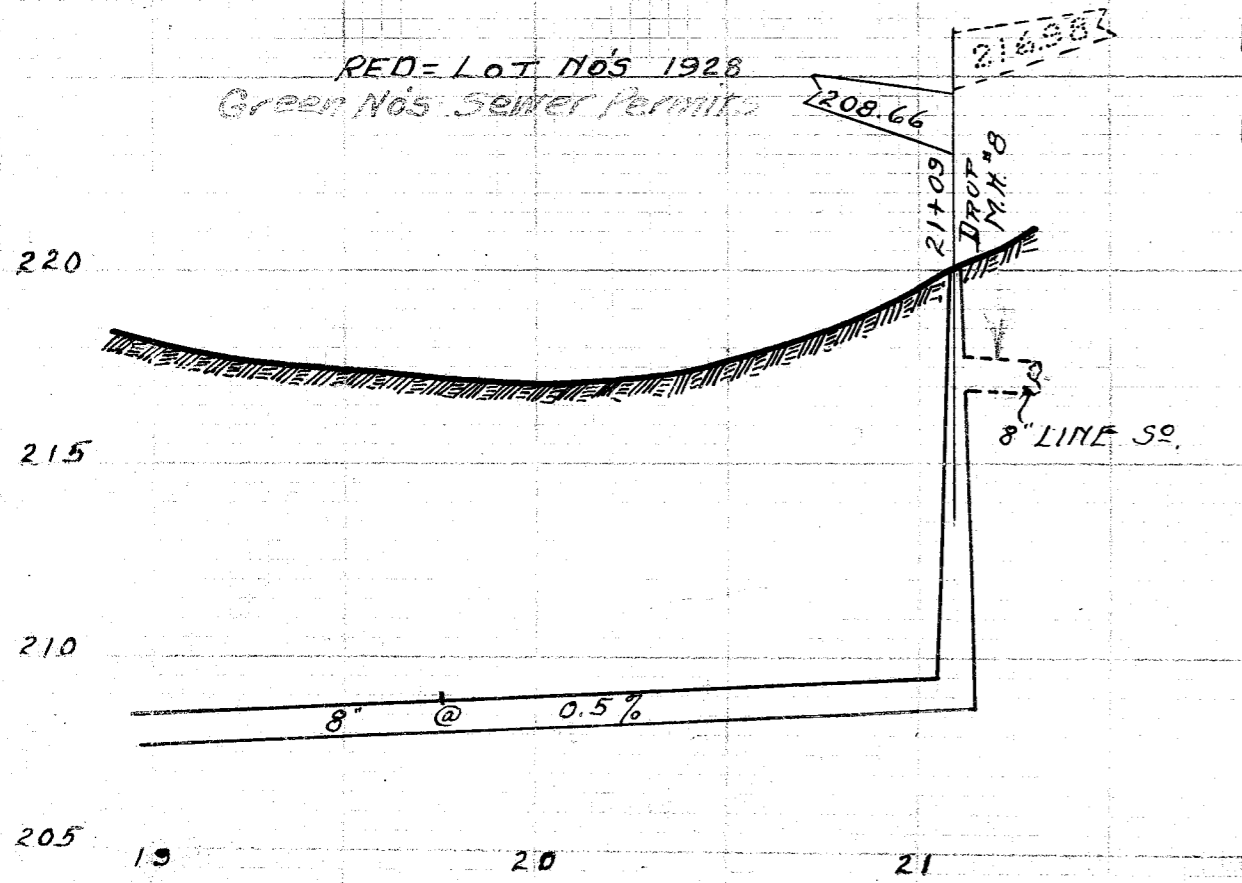 RED = LOT NO'S 1928
Green No's Sewer Permits
216.98
208.66
21+09
DROP
M.H. #8
220
8" LINE SO.
215
210
8" @ 0.5%
205
19 20 21